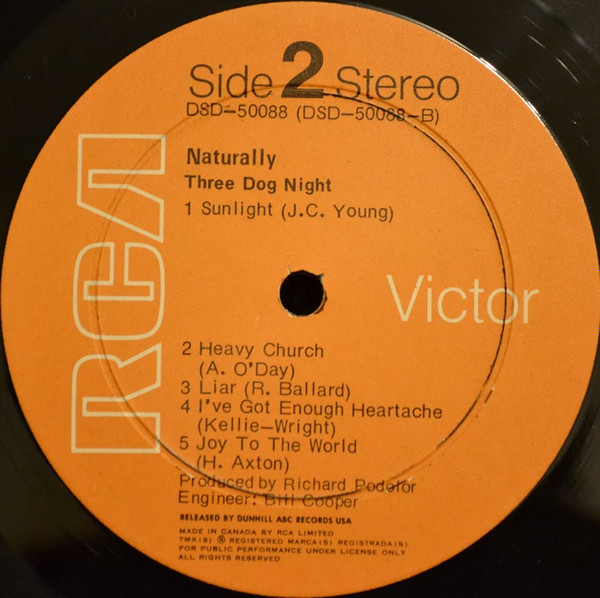 Side 2 Stereo
DSD-50088 (DSD-50088-B)
Naturally
Three Dog Night
1 Sunlight (J.C. Young)
RCA
Victor
2 Heavy Church
(A. O'Day)
3 Liar (R. Ballard)
4 I've Got Enough Heartache
(Kellie-Wright)
5 Joy To The World
(H. Axton)
Produced by Richard Podolor
Engineer: Bill Cooper
RELEASED BY DUNHILL ABC RECORDS USA
MADE IN CANADA BY RCA LIMITED
TMK(S) ® REGISTERED MARCA(S) REGISTRADA(S)
FOR PUBLIC PERFORMANCE UNDER LICENSE ONLY
ALL RIGHTS RESERVED